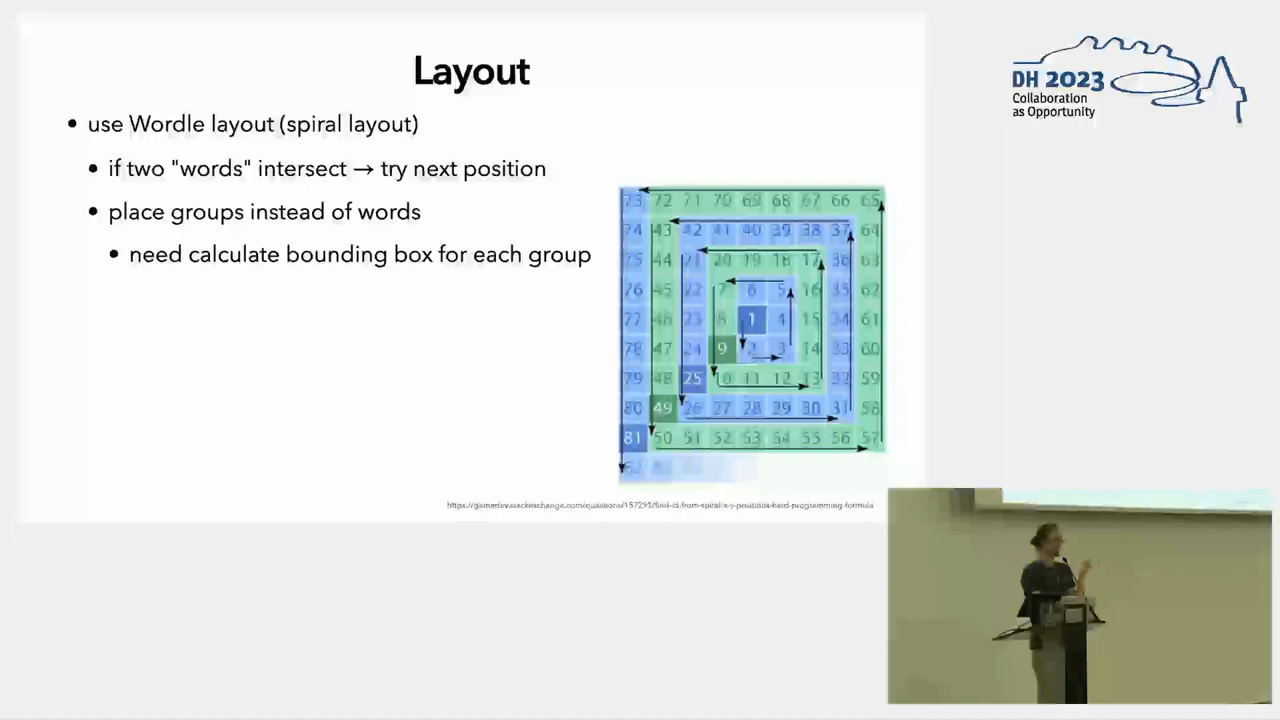 Layout
• use Wordle layout (spiral layout)
• if two "words" intersect → try next position
• place groups instead of words
• need calculate bounding box for each group
73 72 71 70 69 68 67 66 65
74 43 42 41 40 39 38 37 64
75 44 21 20 19 18 17 36 63
76 45 22 7 6 5 16 35 62
77 46 23 8 1 4 15 34 61
78 47 24 9 2 3 14 33 60
79 48 25 10 11 12 13 32 59
80 49 26 27 28 29 30 31 58
81 50 51 52 53 54 55 56 57
DH 2023
Collaboration
as Opportunity